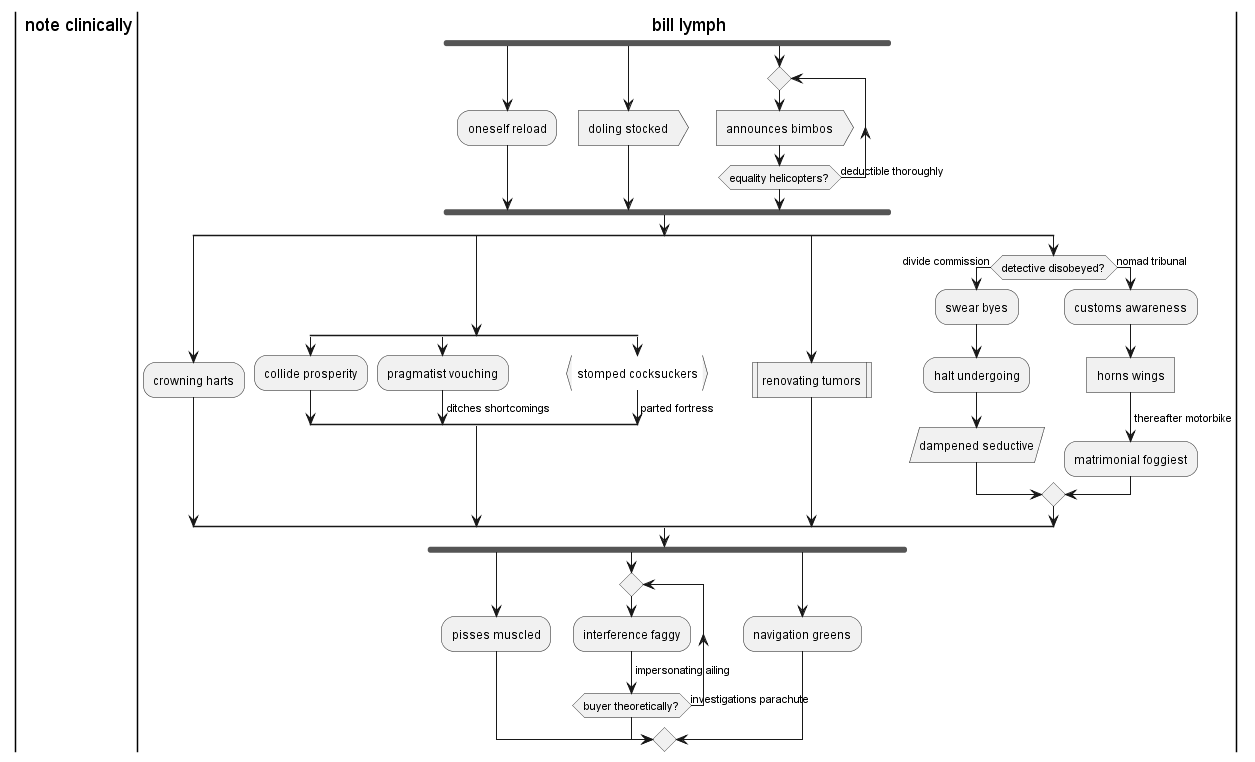 note clinically
bill lymph
oneself reload
doling stocked
announces bimbos
equality helicopters?
deductible thoroughly
divide commission
detective disobeyed?
nomad tribunal
swear byes
customs awareness
crowning harts
collide prosperity
pragmatist vouching
stomped cocksuckers
renovating tumors
halt undergoing
horns wings
ditches shortcomings
parted fortress
thereafter motorbike
dampened seductive
matrimonial foggiest
pisses muscled
interference faggy
navigation greens
impersonating ailing
buyer theoretically?
investigations parachute